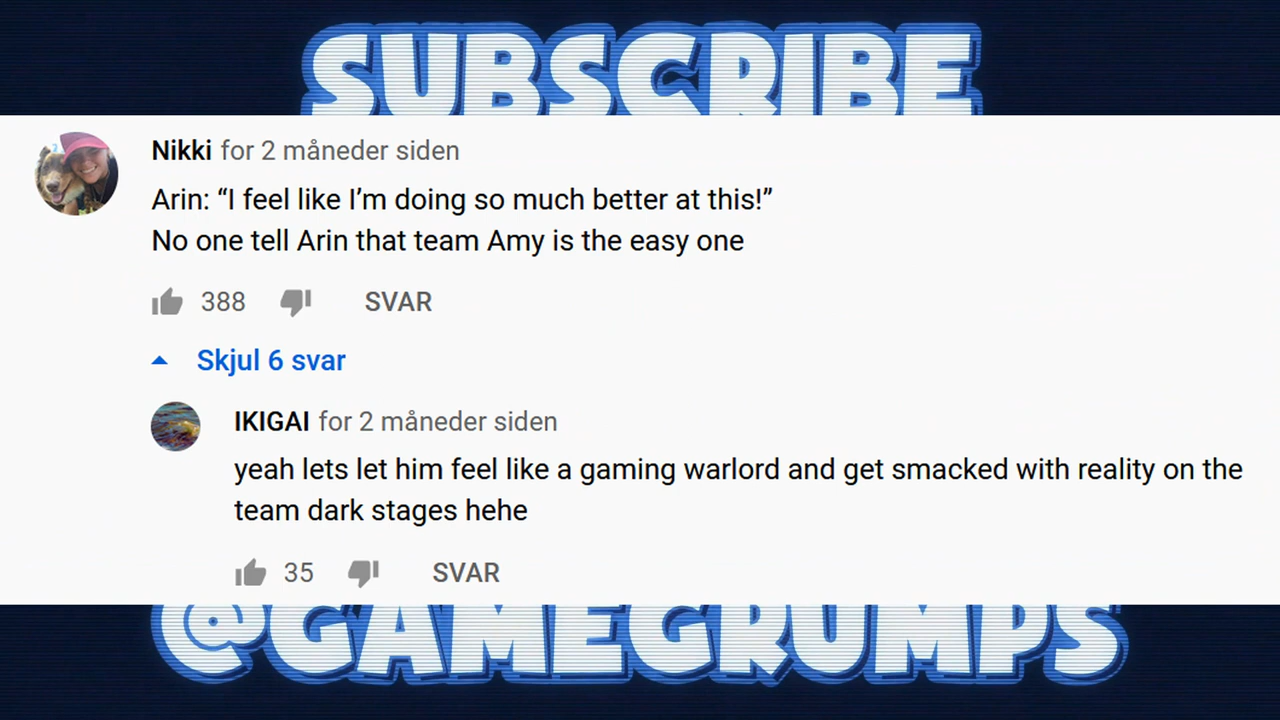 SUBSCRIBE
Nikki for 2 måneder siden
Arin: “I feel like I’m doing so much better at this!”
No one tell Arin that team Amy is the easy one
388 SVAR
Skjul 6 svar
IKIGAI for 2 måneder siden
yeah lets let him feel like a gaming warlord and get smacked with reality on the
team dark stages hehe
35 SVAR
@GAMEGRUMPS